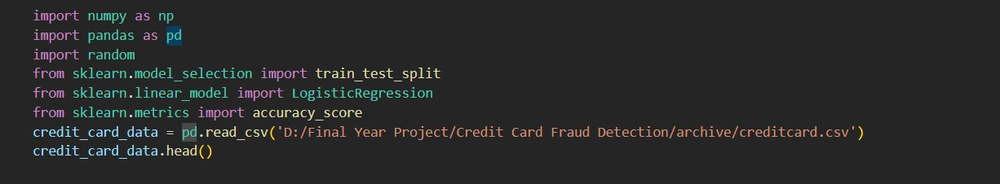 import numpy as np
import pandas as pd
import random
from sklearn.model_selection import train_test_split
from sklearn.linear_model import LogisticRegression
from sklearn.metrics import accuracy_score
credit_card_data = pd.read_csv('D:/Final Year Project/Credit Card Fraud Detection/archive/creditcard.csv')
credit_card_data.head()